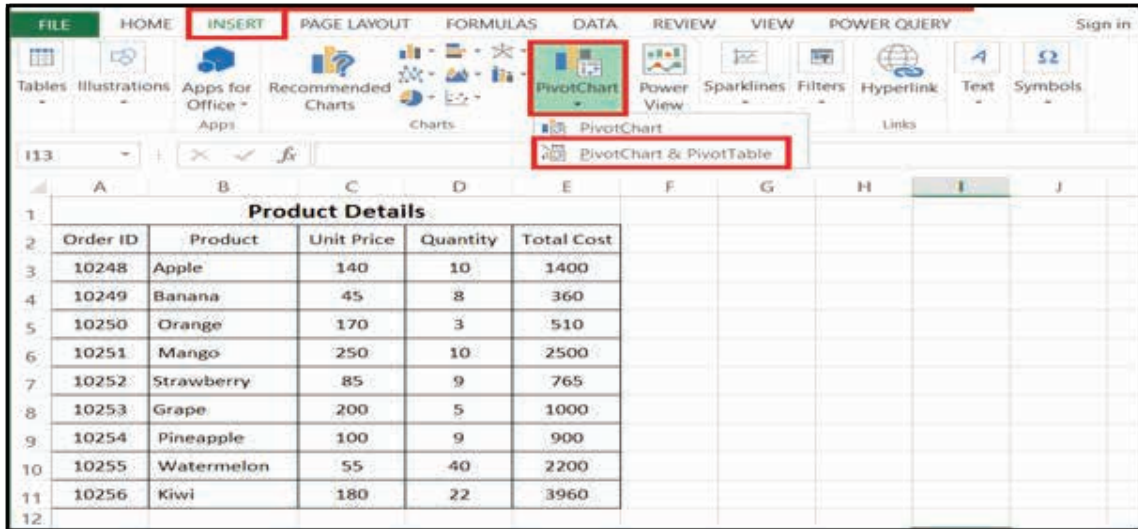 FILE HOME INSERT PAGE LAYOUT FORMULAS DATA REVIEW VIEW POWER QUERY Sign in
Tables Illustrations Apps for Office Recommended Charts PivotChart Power View Sparklines Filters Hyperlink Text Symbols
Apps Charts Links
PivotChart
PivotChart & PivotTable
I13 fx
A B C D E F G H I J
1 Product Details
2 Order ID Product Unit Price Quantity Total Cost
3 10248 Apple 140 10 1400
4 10249 Banana 45 8 360
5 10250 Orange 170 3 510
6 10251 Mango 250 10 2500
7 10252 Strawberry 85 9 765
8 10253 Grape 200 5 1000
9 10254 Pineapple 100 9 900
10 10255 Watermelon 55 40 2200
11 10256 Kiwi 180 22 3960
12